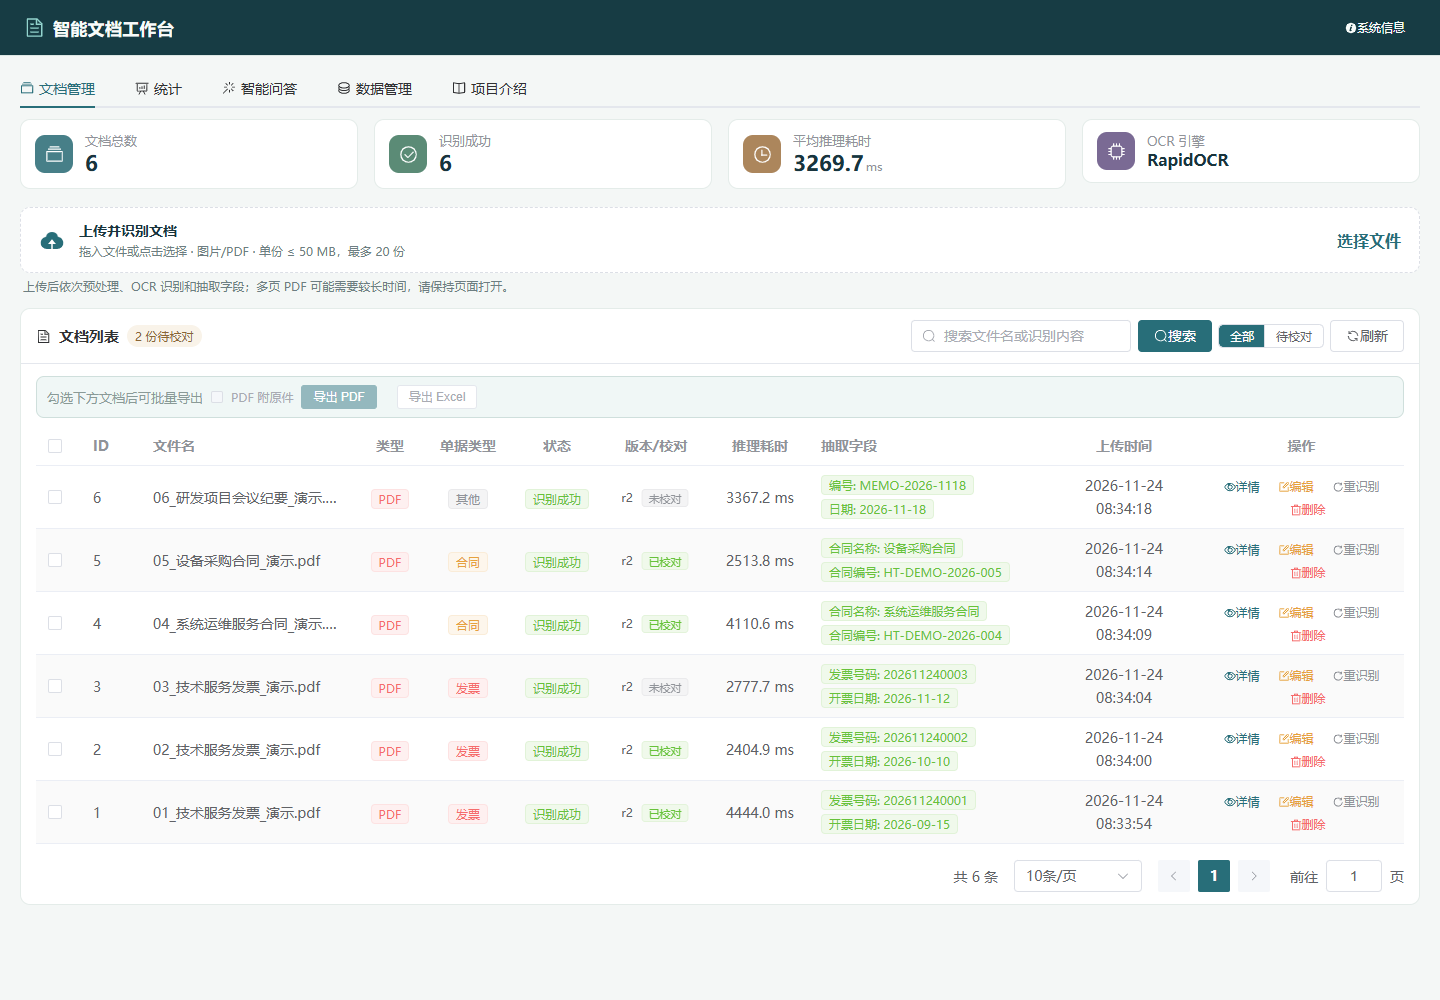 智能文档工作台
系统信息
文档管理 统计 智能问答 数据管理 项目介绍
文档总数
6
识别成功
6
平均推理耗时
3269.7 ms
OCR 引擎
RapidOCR
上传并识别文档
拖入文件或点击选择 · 图片/PDF · 单份 ≤ 50 MB，最多 20 份
选择文件
上传后依次预处理、OCR 识别和抽取字段；多页 PDF 可能需要较长时间，请保持页面打开。
文档列表 2 份待校对 搜索文件名或识别内容 搜索 全部 待校对 刷新
勾选下方文档后可批量导出 PDF 附原件 导出 PDF 导出 Excel
ID 文件名 类型 单据类型 状态 版本/校对 推理耗时 抽取字段 上传时间 操作
6 06_研发项目会议纪要_演示.... PDF 其他 识别成功 r2 未校对 3367.2 ms 编号: MEMO-2026-1118 2026-11-24 详情 编辑 重识别
日期: 2026-11-18 08:34:18 删除
5 05_设备采购合同_演示.pdf PDF 合同 识别成功 r2 已校对 2513.8 ms 合同名称: 设备采购合同 2026-11-24 详情 编辑 重识别
合同编号: HT-DEMO-2026-005 08:34:14 删除
4 04_系统运维服务合同_演示.... PDF 合同 识别成功 r2 已校对 4110.6 ms 合同名称: 系统运维服务合同 2026-11-24 详情 编辑 重识别
合同编号: HT-DEMO-2026-004 08:34:09 删除
3 03_技术服务发票_演示.pdf PDF 发票 识别成功 r2 未校对 2777.7 ms 发票号码: 202611240003 2026-11-24 详情 编辑 重识别
开票日期: 2026-11-12 08:34:04 删除
2 02_技术服务发票_演示.pdf PDF 发票 识别成功 r2 已校对 2404.9 ms 发票号码: 202611240002 2026-11-24 详情 编辑 重识别
开票日期: 2026-10-10 08:34:00 删除
1 01_技术服务发票_演示.pdf PDF 发票 识别成功 r2 已校对 4444.0 ms 发票号码: 202611240001 2026-11-24 详情 编辑 重识别
开票日期: 2026-09-15 08:33:54 删除
共 6 条 10条/页 1 前往 1 页